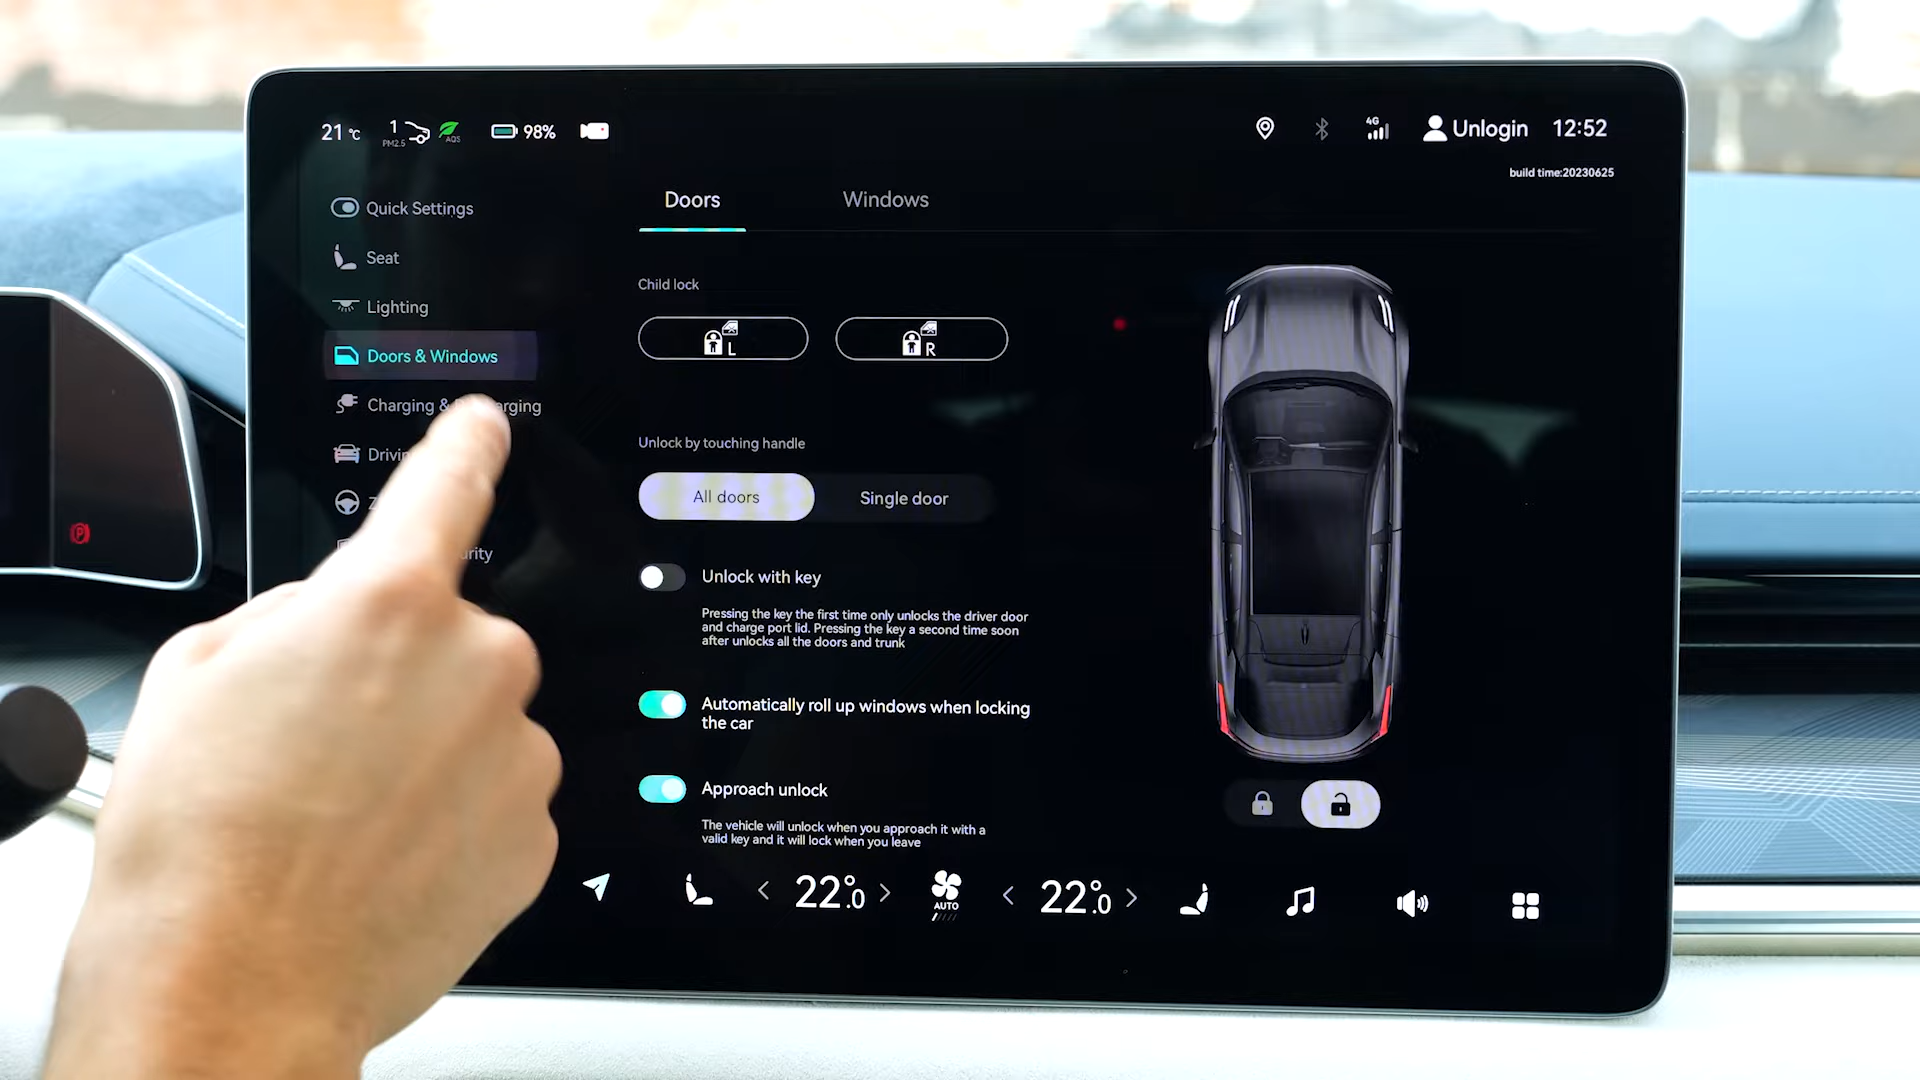 21 °C
1
PM2.5
AQS
98%
4G
Unlogin
12:52
build time:20230625
Quick Settings
Seat
Lighting
Doors & Windows
Charging &
Doors
Windows
Child lock
L
R
Unlock by touching handle
All doors
Single door
Unlock with key
Pressing the key the first time only unlocks the driver door
and charge port lid. Pressing the key a second time soon
after unlocks all the doors and trunk
Automatically roll up windows when locking
the car
Approach unlock
The vehicle will unlock when you approach it with a
valid key and it will lock when you leave
22.0°
AUTO
22.0°
P